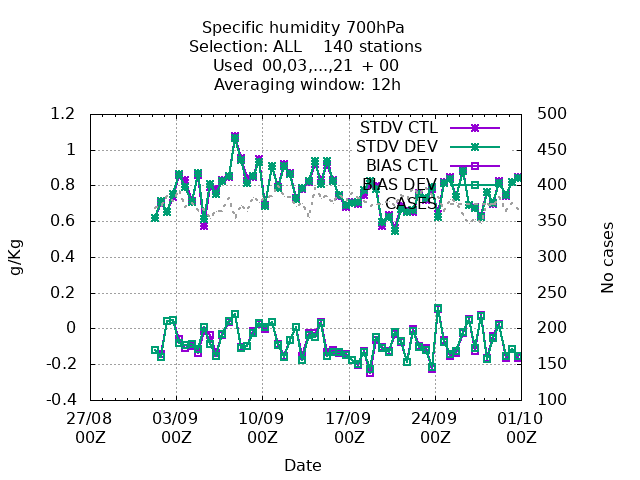 Specific humidity 700hPa
Selection: ALL    140 stations
Used  00,03,...,21  + 00
Averaging window: 12h
1.2
1
0.8
0.6
0.4
0.2
0
-0.2
-0.4
g/Kg
STDV CTL
STDV DEV
BIAS CTL
BIAS DEV
CASES
500
450
400
350
300
250
200
150
100
No cases
27/08 03/09 10/09 17/09 24/09 01/10
00Z 00Z 00Z 00Z 00Z 00Z
Date